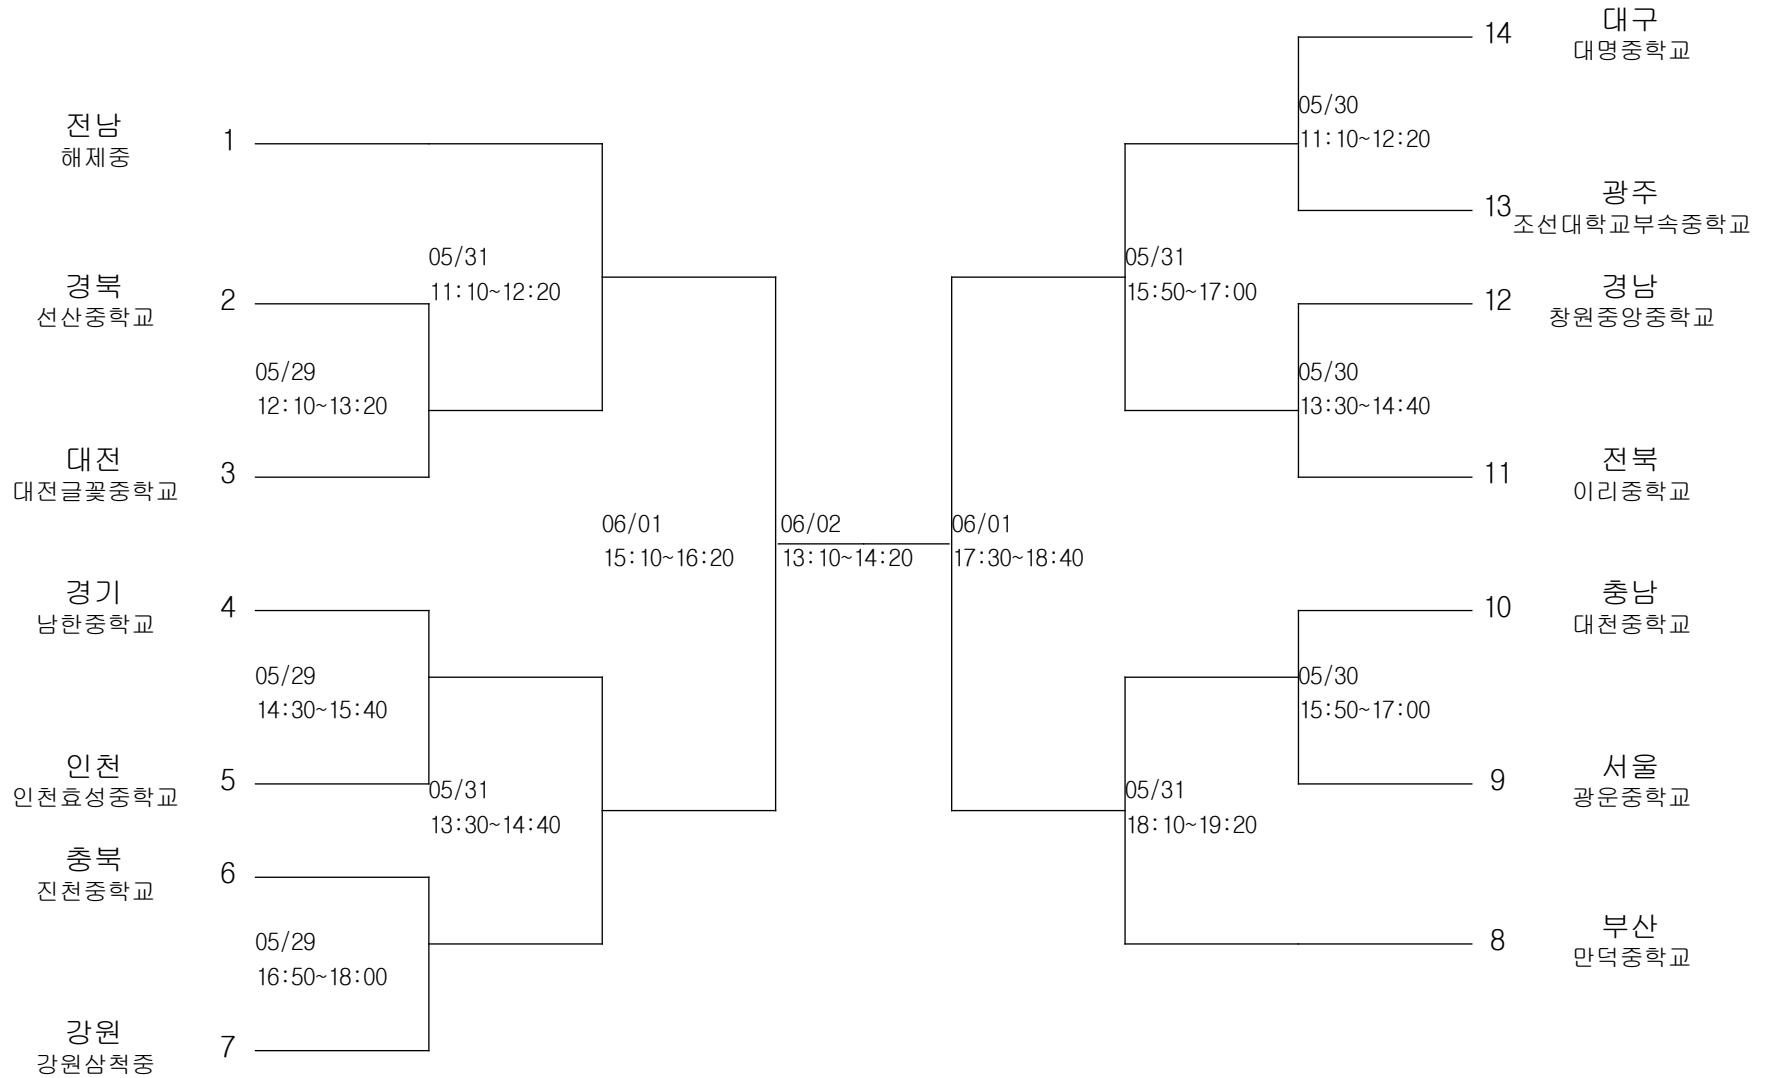 전남
해제중
1
경북
선산중학교
2
05/29
12:10~13:20
대전
대전글꽃중학교
3
05/31
11:10~12:20
경기
남한중학교
4
05/29
14:30~15:40
인천
인천효성중학교
5
05/31
13:30~14:40
충북
진천중학교
6
05/29
16:50~18:00
강원
강원삼척중
7
06/01
15:10~16:20
06/02
13:10~14:20
06/01
17:30~18:40
14
대구
대명중학교
05/30
11:10~12:20
13
광주
조선대학교부속중학교
05/31
15:50~17:00
12
경남
창원중앙중학교
05/30
13:30~14:40
11
전북
이리중학교
10
충남
대천중학교
05/30
15:50~17:00
9
서울
광운중학교
05/31
18:10~19:20
8
부산
만덕중학교